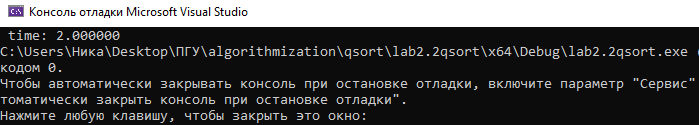 Консоль отладки Microsoft Visual Studio
time: 2.000000
C:\Users\Ника\Desktop\ПГУ\algorithmization\qsort\lab2.2qsort\x64\Debug\lab2.2qsort.exe
кодом 0.
Чтобы автоматически закрывать консоль при остановке отладки, включите параметр "Сервис"
томатически закрыть консоль при остановке отладки".
Нажмите любую клавишу, чтобы закрыть это окно: